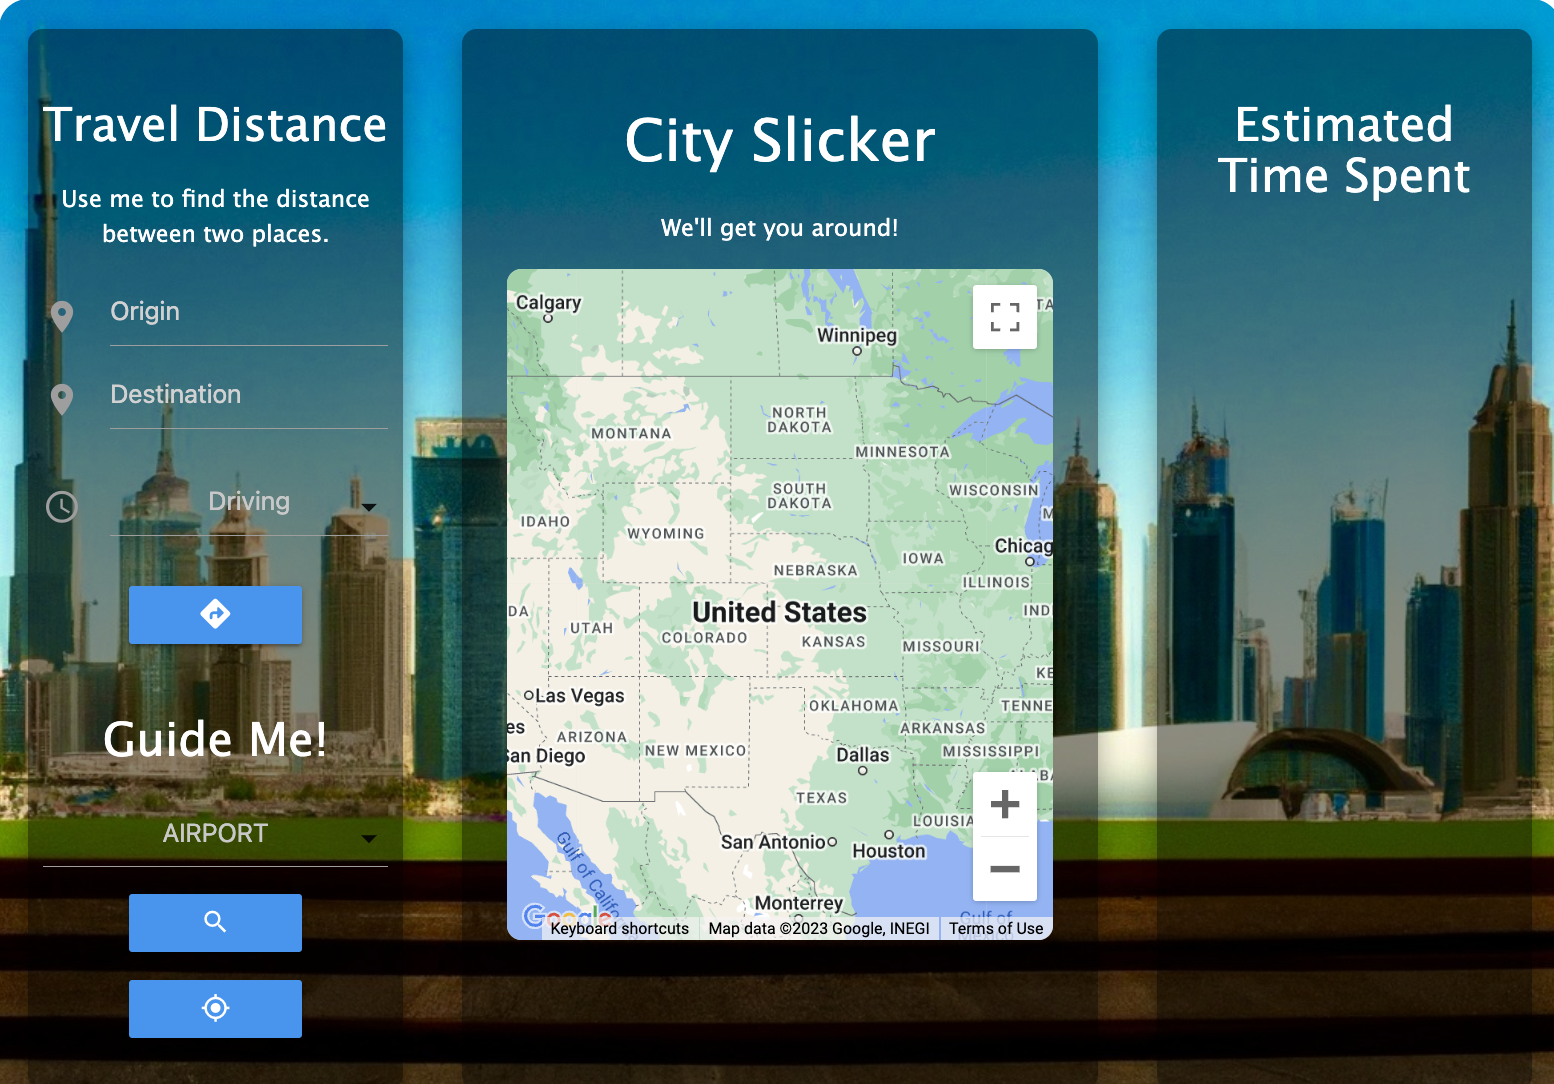 Travel Distance
Use me to find the distance
between two places.
Origin
Destination
Driving
Guide Me!
AIRPORT
City Slicker
We'll get you around!
Calgary
Winnipeg
NORTH
DAKOTA
MONTANA
MINNESOTA
SOUTH
DAKOTA
WISCONSIN
IDAHO
WYOMING
Chicag
IOWA
NEBRASKA
ILLINOIS
United States
IND
DA
UTAH
COLORADO
KANSAS
MISSOURI
KE
Las Vegas
OKLAHOMA
TENNE
es
ARIZONA
ARKANSAS
San Diego
NEW MEXICO
Dallas
MISSISSIPPI
TEXAS
LOUISIA
San Antonio
Houston
Gulf of Califo
Monterrey
Google
Gulf of
Mexico
Keyboard shortcuts
Map data ©2023 Google, INEGI
Terms of Use
Estimated
Time Spent